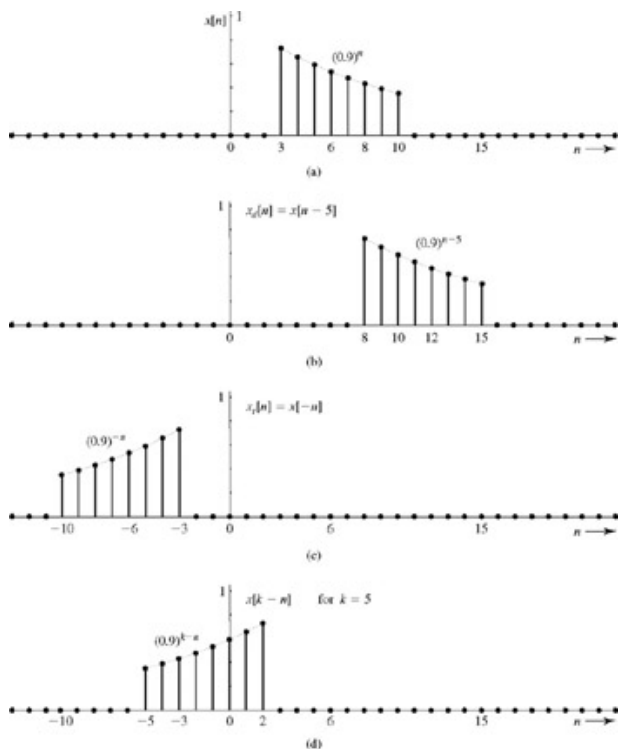 x[n]
1
(0.9)ⁿ
0 3 6 8 10 15 n
(a)
1
x_d[n] = x[n − 5]
(0.9)ⁿ⁻⁵
0 8 10 12 15 n
(b)
1
x_r[n] = x[−n]
(0.9)⁻ⁿ
−10 −6 −3 0 6 15 n
(c)
1
x[k − n] for k = 5
(0.9)ᵏ⁻ⁿ
−10 −5 −3 0 2 6 15 n
(d)